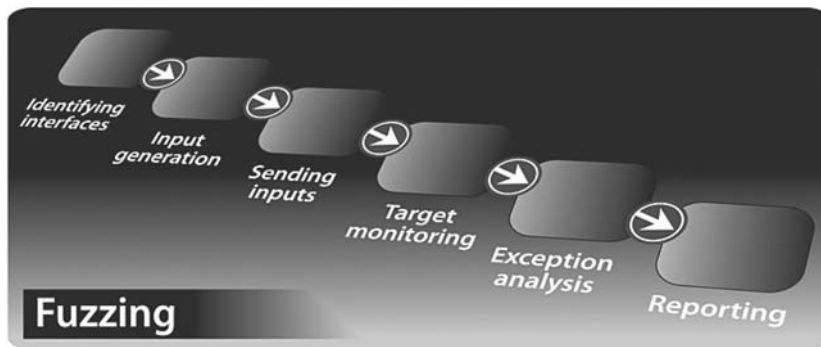 Identifying
interfaces
Input
generation
Sending
inputs
Target
monitoring
Exception
analysis
Reporting
Fuzzing